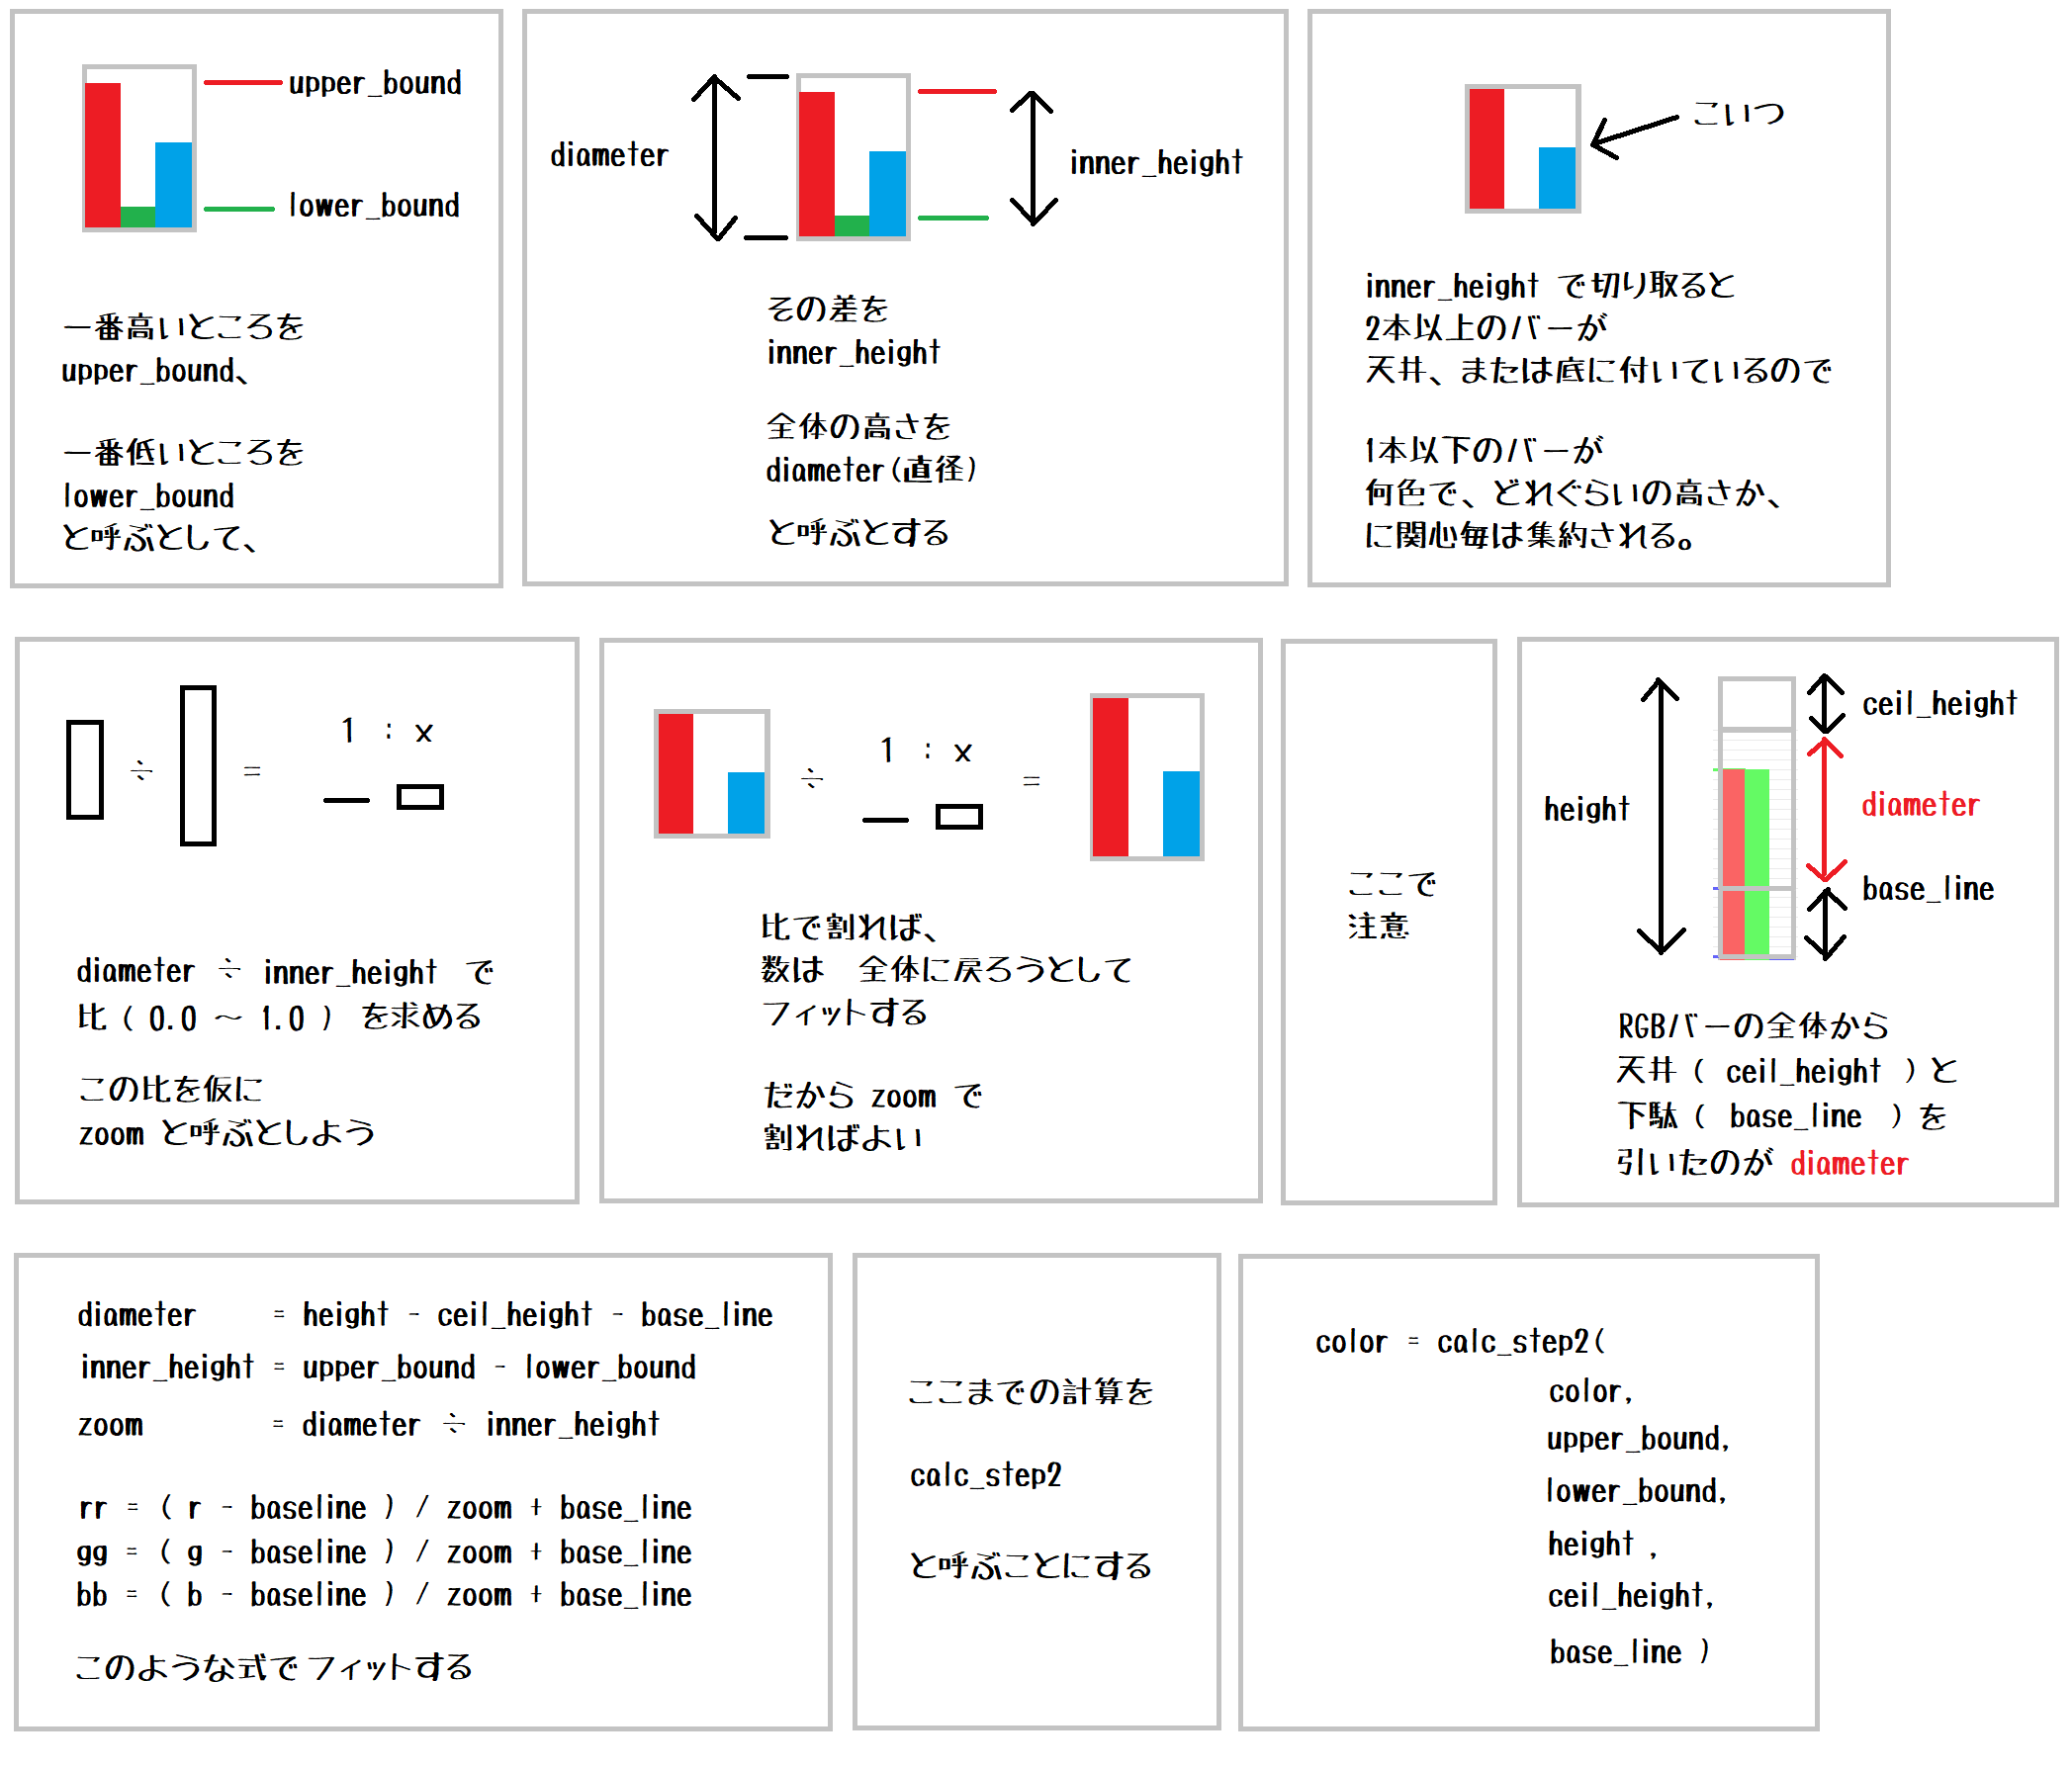 upper_bound
lower_bound
一番高いところを
upper_bound、
一番低いところを
lower_bound
と呼ぶとして、
diameter
inner_height
その差を
inner_height
全体の高さを
diameter(直径)
と呼ぶとする
こいつ
inner_height で切り取ると
2本以上のバーが
天井、または底に付いているので
1本以下のバーが
何色で、どれぐらいの高さか、
に関心毎は集約される。
÷ = 1 : x
diameter ÷ inner_height で
比 ( 0.0 ～ 1.0 ) を求める
この比を仮に
zoom と呼ぶとしよう
÷ 1 : x =
比で割れば、
数は 全体に戻ろうとして
フィットする
だから zoom で
割ればよい
ここで
注意
ceil_height
height
diameter
base_line
RGBバーの全体から
天井 ( ceil_height ) と
下駄 ( base_line ) を
引いたのが diameter
diameter = height - ceil_height - base_line
inner_height = upper_bound - lower_bound
zoom = diameter ÷ inner_height
rr = ( r - baseline ) / zoom + base_line
gg = ( g - baseline ) / zoom + base_line
bb = ( b - baseline ) / zoom + base_line
このような式でフィットする
ここまでの計算を
calc_step2
と呼ぶことにする
color = calc_step2(
color,
upper_bound,
lower_bound,
height ,
ceil_height,
base_line )